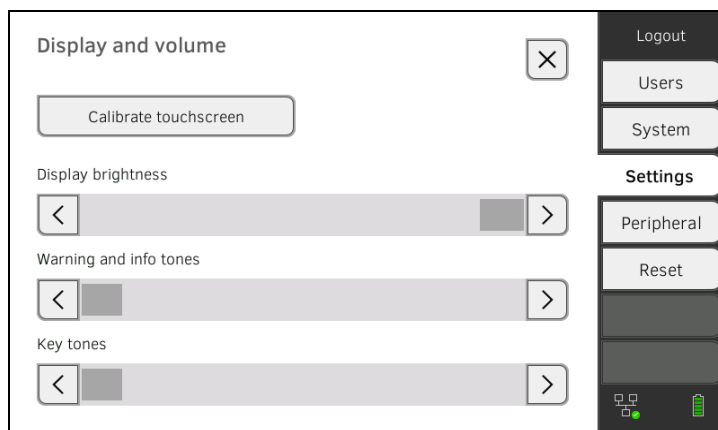 Display and volume
Calibrate touchscreen
Display brightness
Warning and info tones
Key tones
Logout
Users
System
Settings
Peripheral
Reset